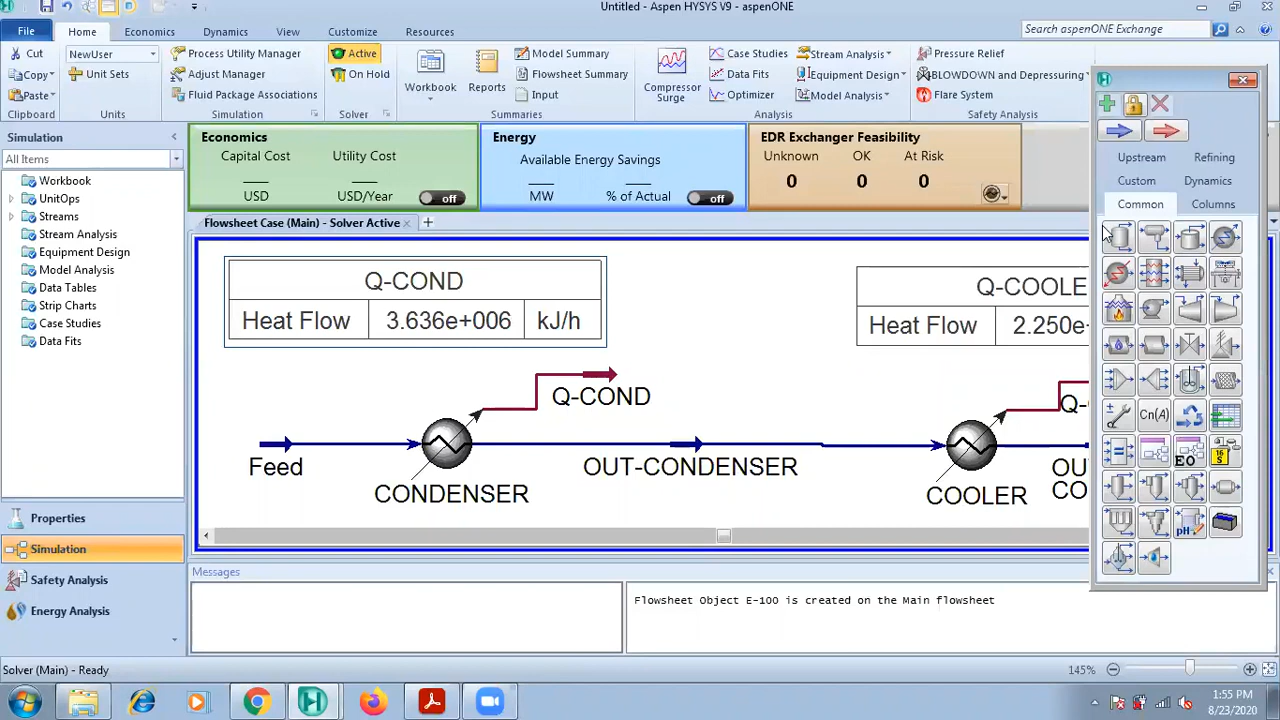 Untitled - Aspen HYSYS V9 - aspenONE
File
Home
Economics
Dynamics
View
Customize
Resources
Search aspenONE Exchange
Cut
Copy
Paste
Clipboard
NewUser
Unit Sets
Units
Process Utility Manager
Adjust Manager
Fluid Package Associations
Simulation
Active
On Hold
Solver
Workbook
Reports
Model Summary
Flowsheet Summary
Input
Summaries
Compressor
Surge
Case Studies
Data Fits
Optimizer
Stream Analysis
Equipment Design
Model Analysis
Analysis
Pressure Relief
BLOWDOWN and Depressuring
Flare System
Safety Analysis
Simulation
All Items
Workbook
UnitOps
Streams
Stream Analysis
Equipment Design
Model Analysis
Data Tables
Strip Charts
Case Studies
Data Fits
Properties
Simulation
Safety Analysis
Energy Analysis
Economics
Capital Cost
Utility Cost
USD
USD/Year
off
Energy
Available Energy Savings
MW
% of Actual
off
EDR Exchanger Feasibility
Unknown
OK
At Risk
0
0
0
Flowsheet Case (Main) - Solver Active
Q-COND
Heat Flow
3.636e+006
kJ/h
Q-COOLE
Heat Flow
2.250e+
Q-COND
Q-
Feed
OUT-CONDENSER
OU
CO
CONDENSER
COOLER
Upstream
Refining
Custom
Dynamics
Common
Columns
Cn(A)
EO
16
S
pH
Messages
Flowsheet Object E-100 is created on the Main flowsheet
Solver (Main) - Ready
145%
1:55 PM
8/23/2020